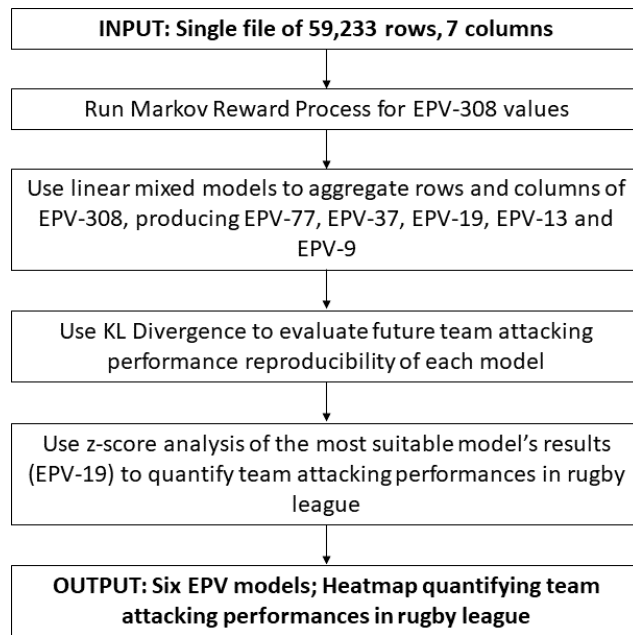 INPUT: Single file of 59,233 rows, 7 columns
Run Markov Reward Process for EPV-308 values
Use linear mixed models to aggregate rows and columns of
EPV-308, producing EPV-77, EPV-37, EPV-19, EPV-13 and
EPV-9
Use KL Divergence to evaluate future team attacking
performance reproducibility of each model
Use z-score analysis of the most suitable model's results
(EPV-19) to quantify team attacking performances in rugby
league
OUTPUT: Six EPV models; Heatmap quantifying team
attacking performances in rugby league